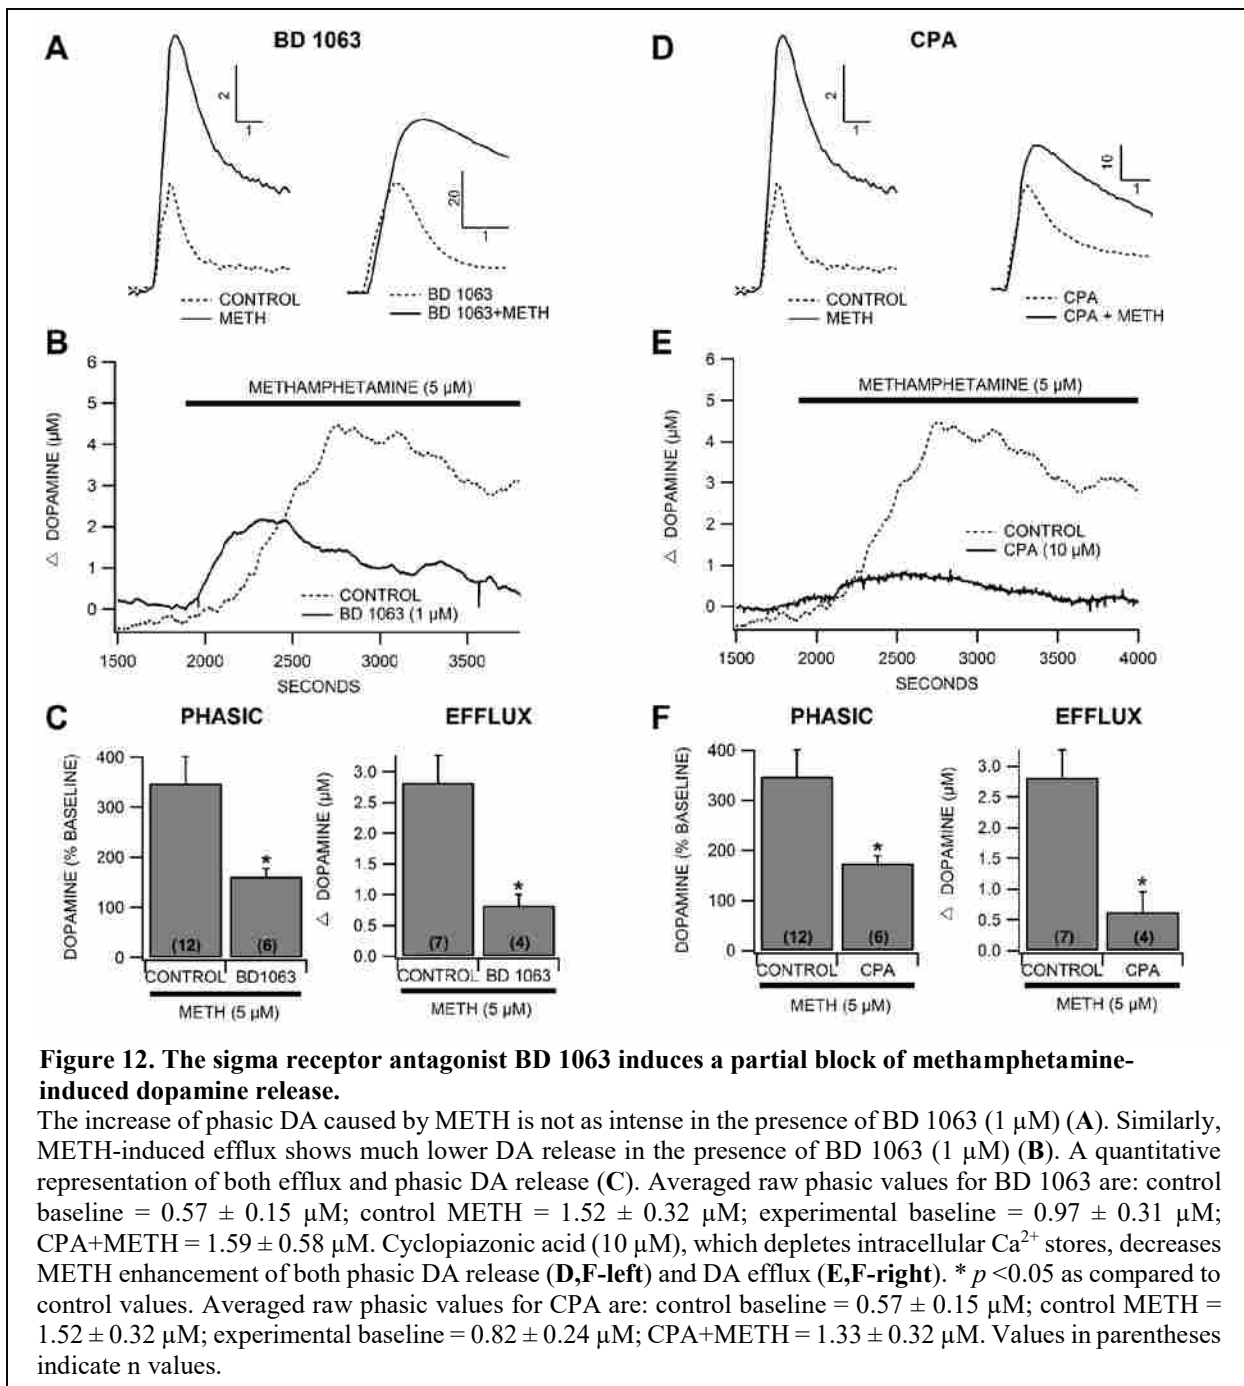 A
BD 1063
2
1
20
1
CONTROL
METH
BD 1063
BD 1063+METH
D
CPA
2
1
10
1
CONTROL
METH
CPA
CPA + METH
B
6
5
4
3
2
1
0
△ DOPAMINE (µM)
METHAMPHETAMINE (5 µM)
CONTROL
BD 1063 (1 µM)
1500 2000 2500 3000 3500
SECONDS
E
6
5
4
3
2
1
0
△ DOPAMINE (µM)
METHAMPHETAMINE (5 µM)
CONTROL
CPA (10 µM)
1500 2000 2500 3000 3500 4000
SECONDS
C
PHASIC
DOPAMINE (% BASELINE)
400
300
200
100
0
*
(12) (6)
CONTROL BD1063
METH (5 µM)
EFFLUX
△ DOPAMINE (µM)
3.0
2.5
2.0
1.5
1.0
0.5
0.0
*
(7) (4)
CONTROL BD 1063
METH (5 µM)
F
PHASIC
DOPAMINE (% BASELINE)
400
300
200
100
0
*
(12) (6)
CONTROL CPA
METH (5 µM)
EFFLUX
△ DOPAMINE (µM)
3.0
2.5
2.0
1.5
1.0
0.5
0.0
*
(7) (4)
CONTROL CPA
METH (5 µM)
Figure 12. The sigma receptor antagonist BD 1063 induces a partial block of methamphetamine-
induced dopamine release.
The increase of phasic DA caused by METH is not as intense in the presence of BD 1063 (1 µM) (A). Similarly,
METH-induced efflux shows much lower DA release in the presence of BD 1063 (1 µM) (B). A quantitative
representation of both efflux and phasic DA release (C). Averaged raw phasic values for BD 1063 are: control
baseline = 0.57 ± 0.15 µM; control METH = 1.52 ± 0.32 µM; experimental baseline = 0.97 ± 0.31 µM;
CPA+METH = 1.59 ± 0.58 µM. Cyclopiazonic acid (10 µM), which depletes intracellular Ca²⁺ stores, decreases
METH enhancement of both phasic DA release (D,F-left) and DA efflux (E,F-right). * p <0.05 as compared to
control values. Averaged raw phasic values for CPA are: control baseline = 0.57 ± 0.15 µM; control METH =
1.52 ± 0.32 µM; experimental baseline = 0.82 ± 0.24 µM; CPA+METH = 1.33 ± 0.32 µM. Values in parentheses
indicate n values.